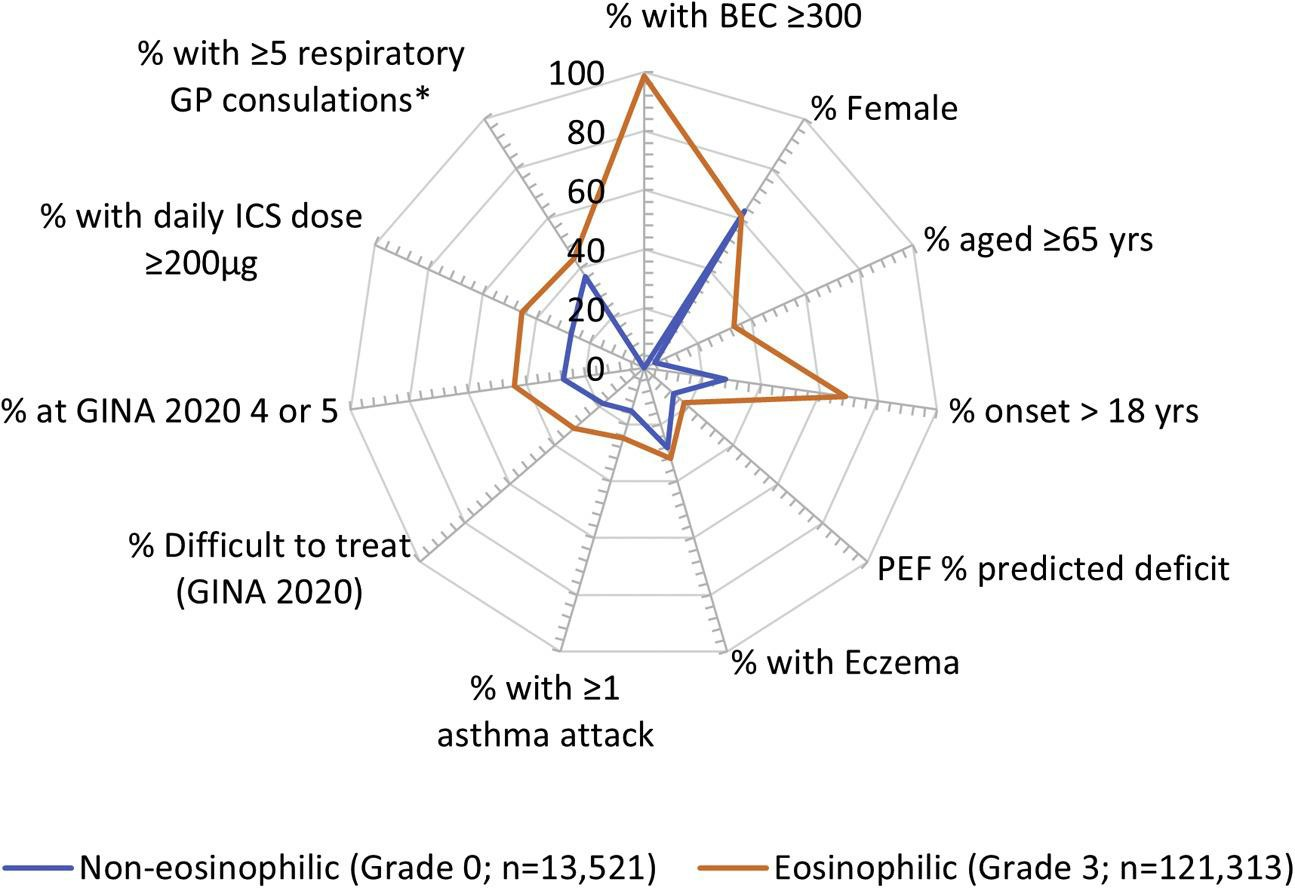 % with BEC ≥300
% with ≥5 respiratory
GP consulations*
100
% Female
80
60
% with daily ICS dose
≥200µg
% aged ≥65 yrs
40
20
0
% at GINA 2020 4 or 5
% onset > 18 yrs
% Difficult to treat
(GINA 2020)
PEF % predicted deficit
% with Eczema
% with ≥1
asthma attack
Non-eosinophilic (Grade 0; n=13,521)
Eosinophilic (Grade 3; n=121,313)